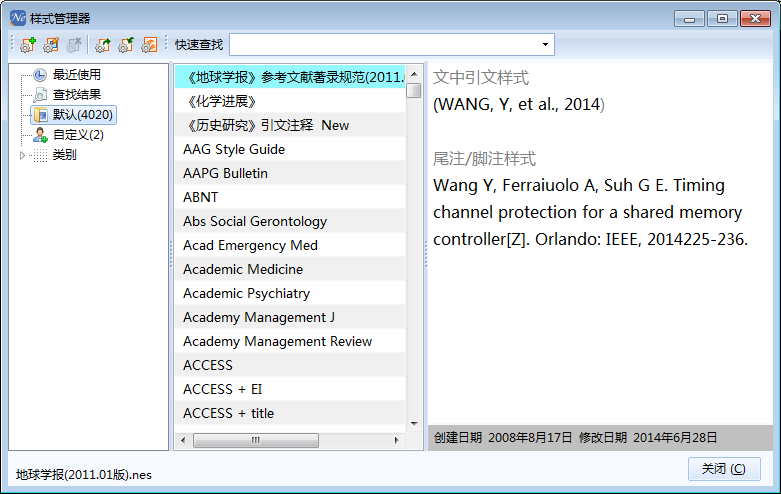 Ne 样式管理器
快速查找
最近使用
查找结果
默认(4020)
自定义(2)
类别
《地球学报》参考文献著录规范(2011.
《化学进展》
《历史研究》引文注释 New
AAG Style Guide
AAPG Bulletin
ABNT
Abs Social Gerontology
Acad Emergency Med
Academic Medicine
Academic Psychiatry
Academy Management J
Academy Management Review
ACCESS
ACCESS + EI
ACCESS + title
文中引文样式
(WANG, Y, et al., 2014)
尾注/脚注样式
Wang Y, Ferraiuolo A, Suh G E. Timing
channel protection for a shared memory
controller[Z]. Orlando: IEEE, 2014225-236.
创建日期 2008年8月17日 修改日期 2014年6月28日
地球学报(2011.01版).nes
关闭 (C)